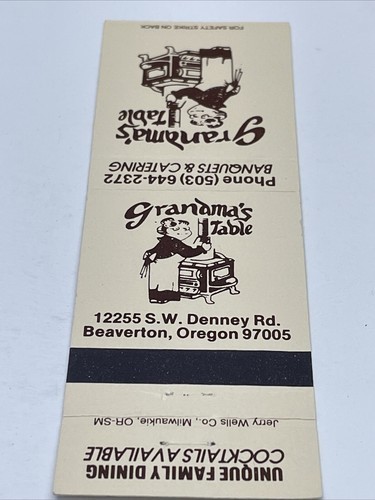 FOR SAFETY STRIKE ON BACK
Grandma's
Table
BANQUETS & CATERING
Phone (503) 644-2372
Grandma's
Table
12255 S.W. Denney Rd.
Beaverton, Oregon 97005
Jerry Wells Co., Milwaukie, OR-SM
UNIQUE FAMILY DINING
COCKTAILS AVAILABLE